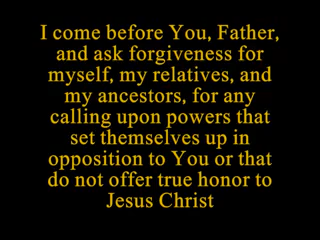 I come before You, Father,
and ask forgiveness for
myself, my relatives, and
my ancestors, for any
calling upon powers that
set themselves up in
opposition to You or that
do not offer true honor to
Jesus Christ